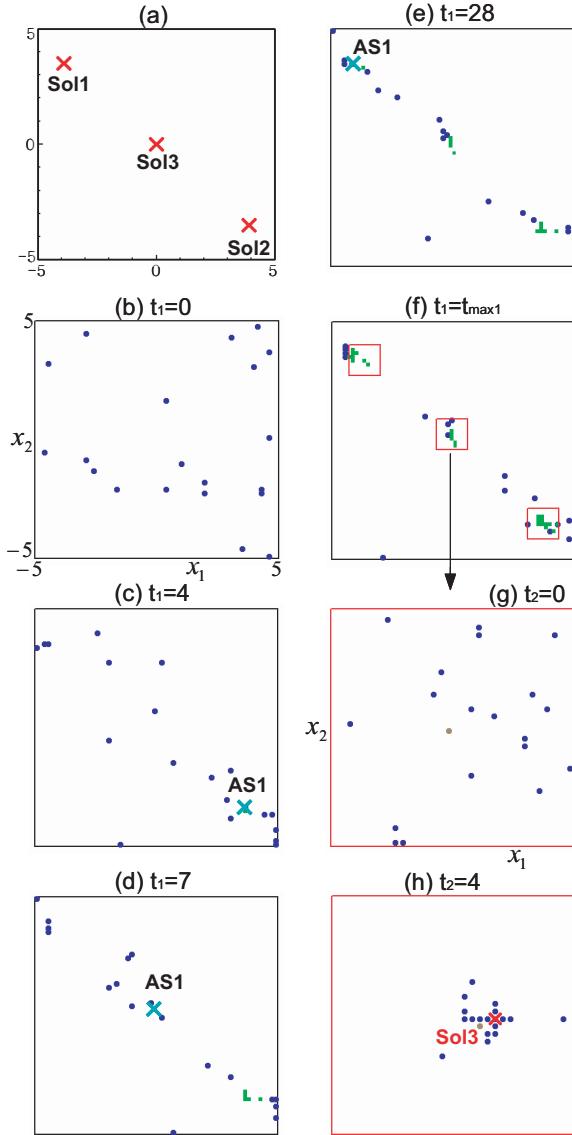 (a)
5
Sol1
0
Sol3
Sol2
−5
−5
0
5
(b) t₁=0
5
x₂
−5
−5
x₁
5
(c) t₁=4
AS1
(d) t₁=7
AS1
(e) t₁=28
AS1
(f) t₁=tmax1
(g) t₂=0
x₂
x₁
(h) t₂=4
Sol3